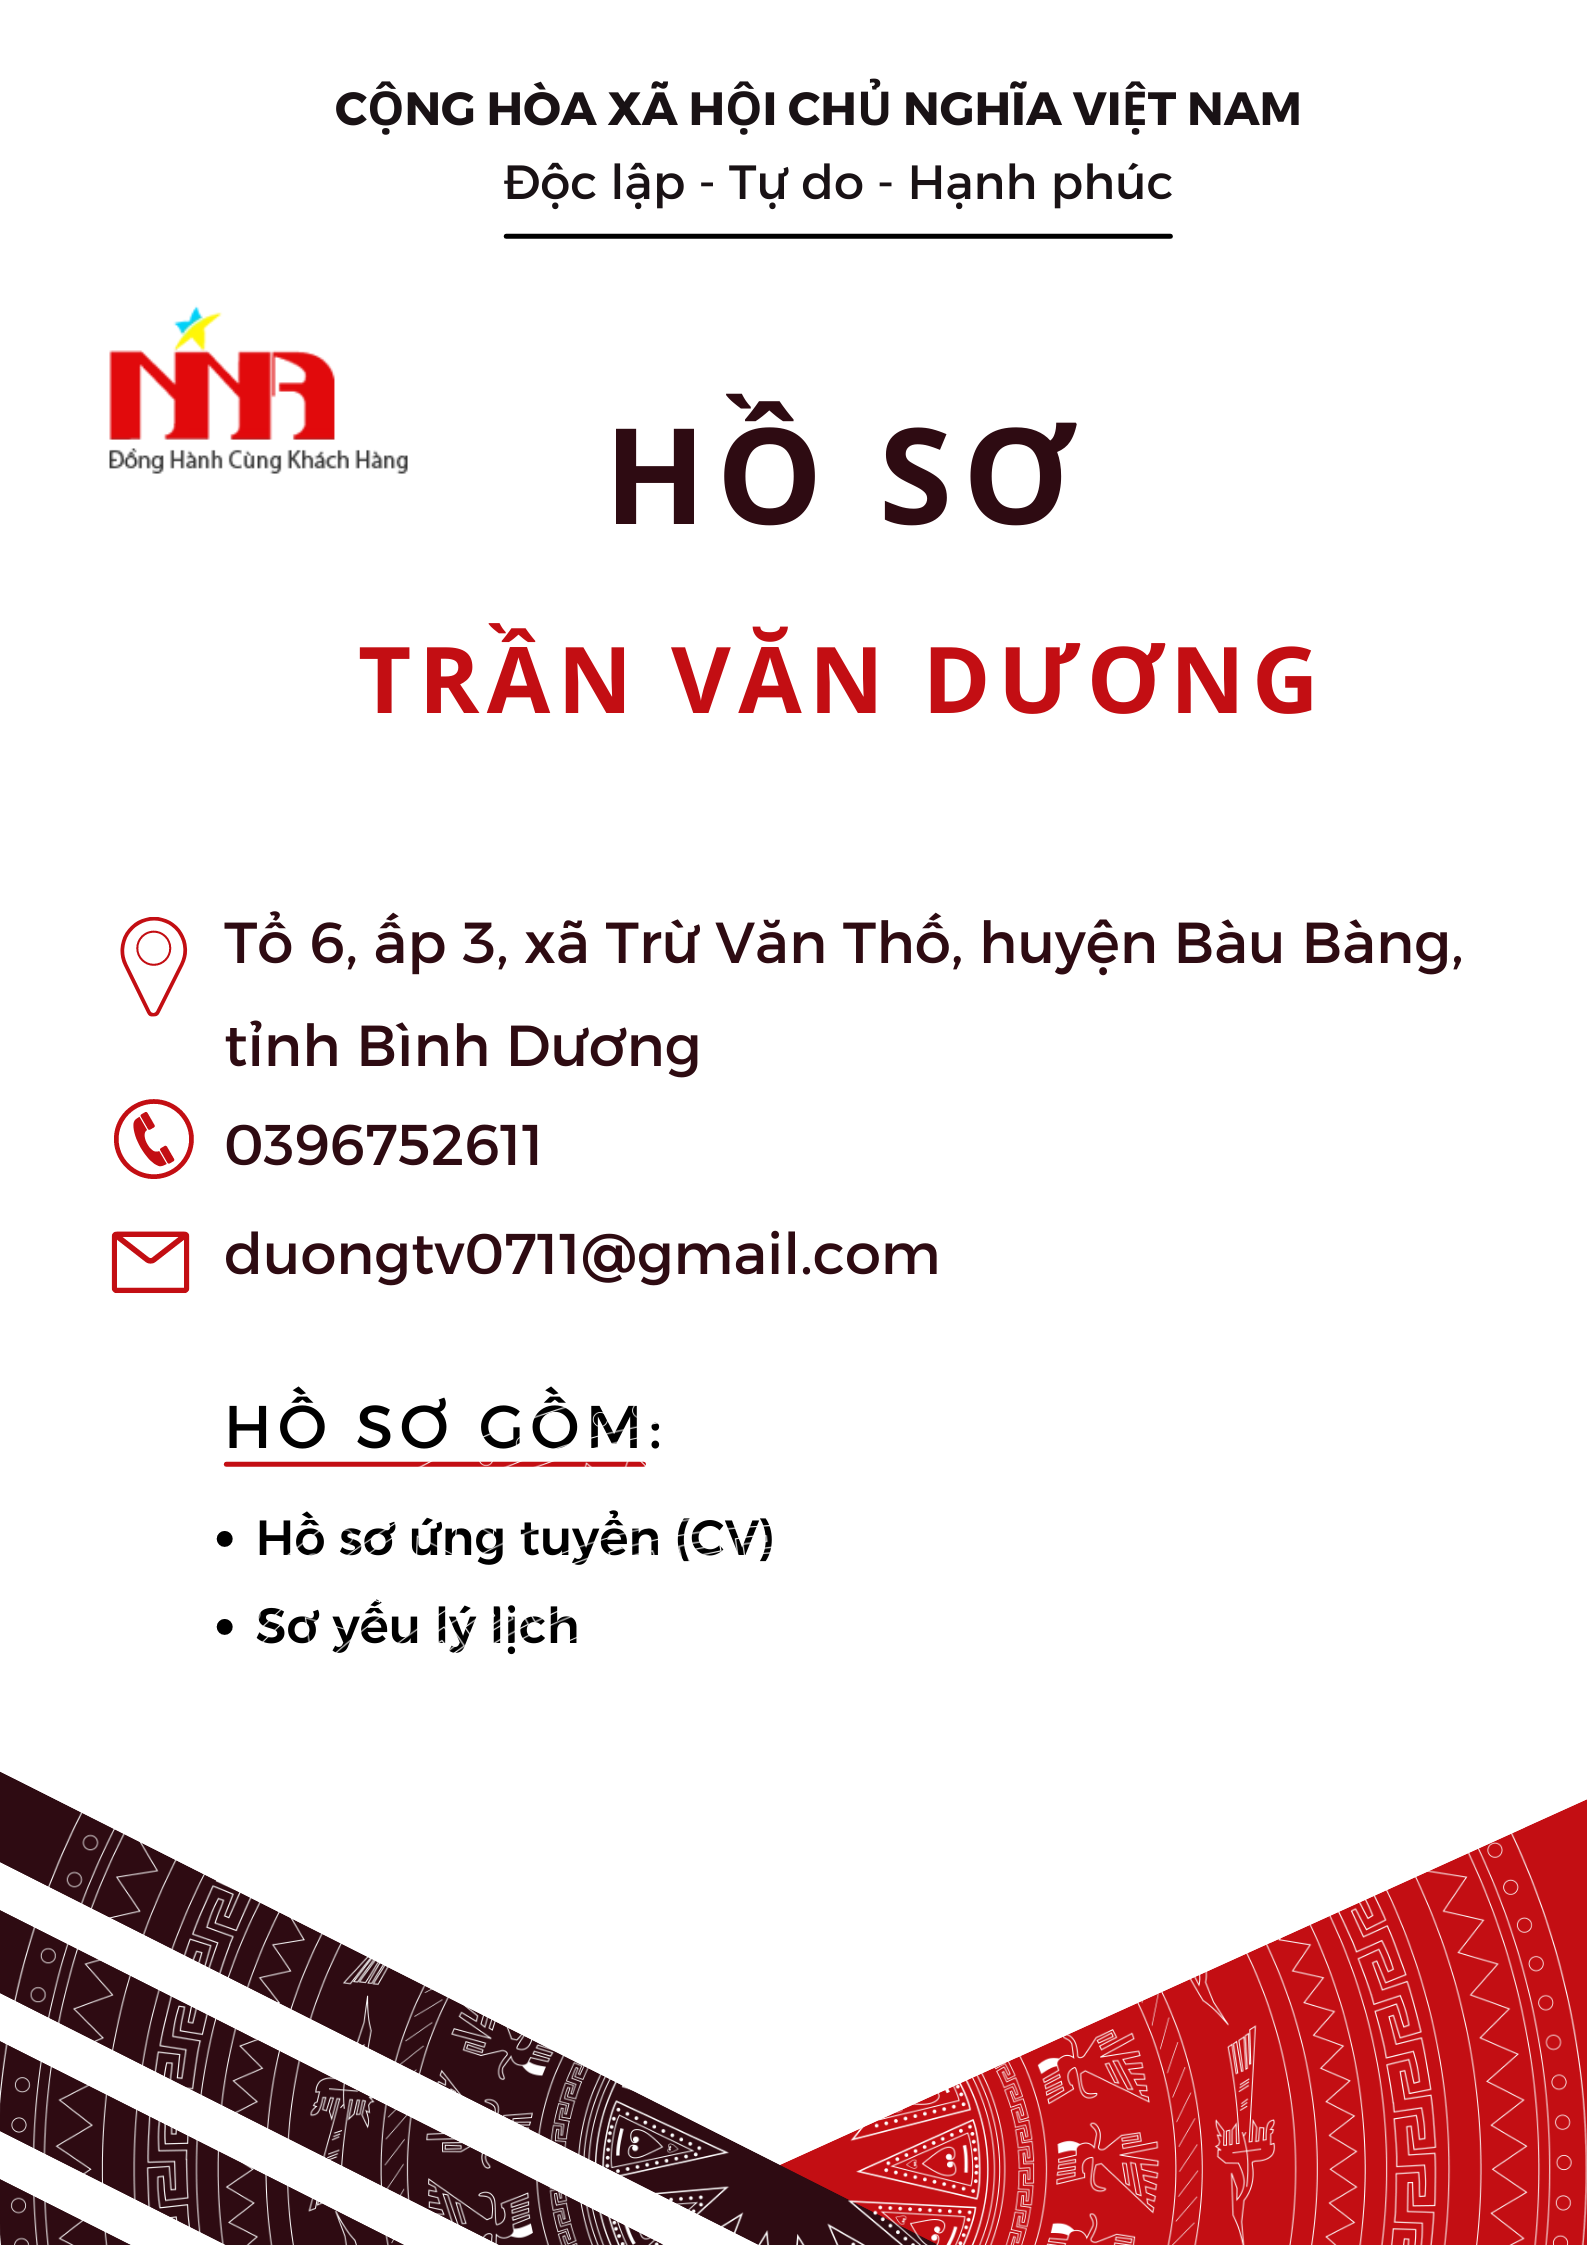 CỘNG HÒA XÃ HỘI CHỦ NGHĨA VIỆT NAM
Độc lập - Tự do - Hạnh phúc
NNA
Đồng Hành Cùng Khách Hàng
HỒ SƠ
TRẦN VĂN DƯƠNG
Tổ 6, ấp 3, xã Trừ Văn Thố, huyện Bàu Bàng,
tỉnh Bình Dương
0396752611
duongtv0711@gmail.com
HỒ SƠ GỒM:
• Hồ sơ ứng tuyển (CV)
• Sơ yếu lý lịch